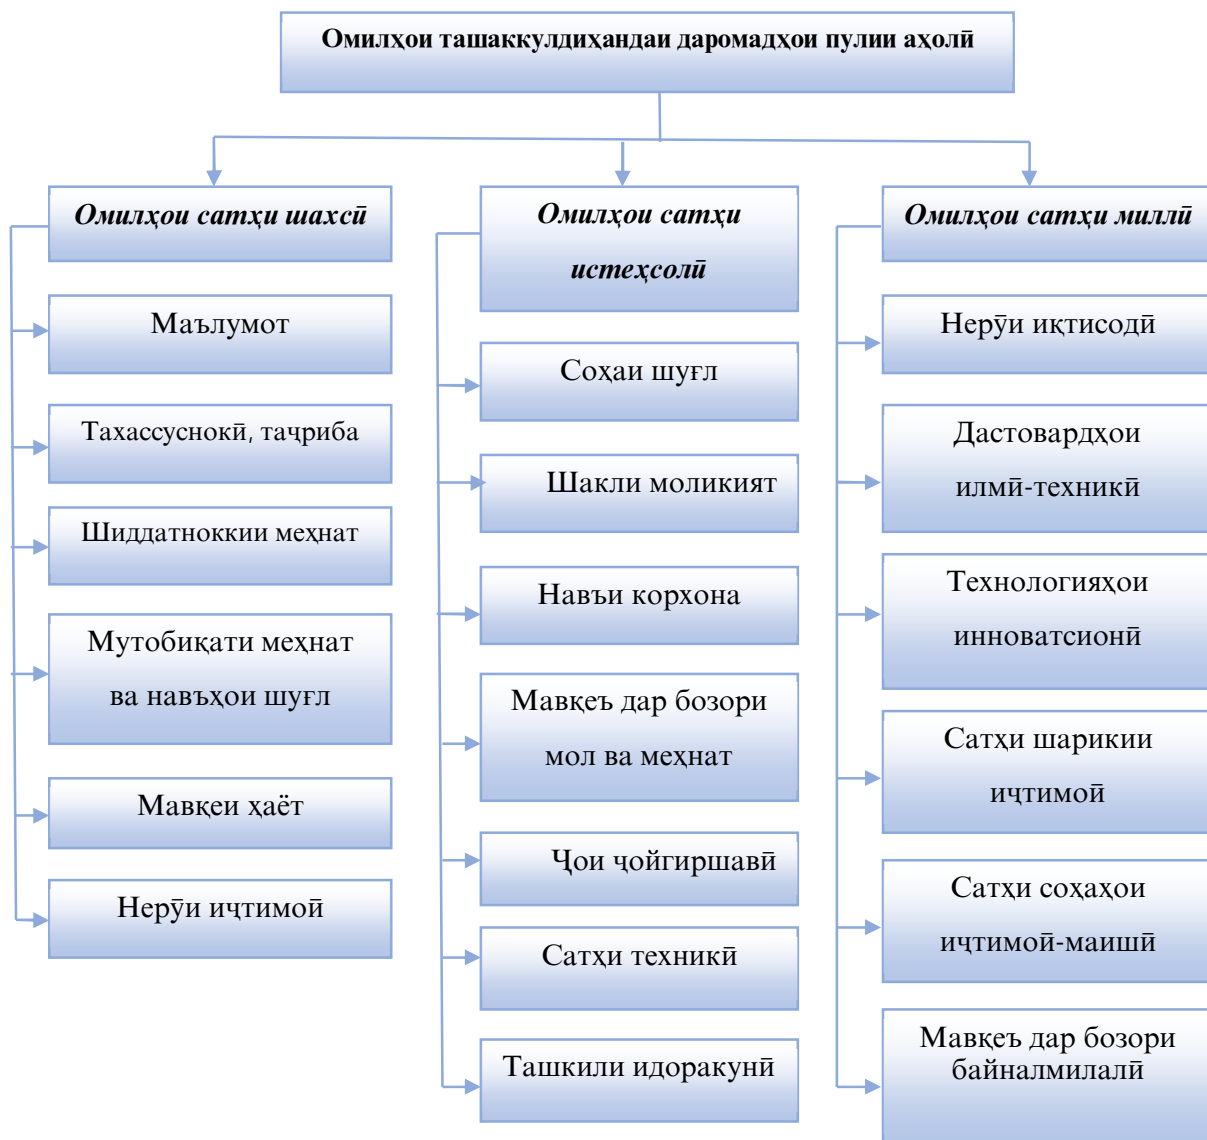 Омилҳои ташаккулдиҳандаи даромадҳои пулии аҳолӣ
Омилҳои сатҳи шахсӣ
Маълумот
Тахассуснокӣ, таҷриба
Шиддатноккии меҳнат
Мутобиқати меҳнат
ва навъҳои шуғл
Мавқеи ҳаёт
Нерӯи иҷтимоӣ
Омилҳои сатҳи
истеҳсолӣ
Соҳаи шуғл
Шакли моликият
Навъи корхона
Мавқеъ дар бозори
мол ва меҳнат
Ҷои ҷойгиршавӣ
Сатҳи техникӣ
Ташкили идоракунӣ
Омилҳои сатҳи миллӣ
Нерӯи иқтисодӣ
Дастовардҳои
илмӣ-техникӣ
Технологияҳои
инноватсионӣ
Сатҳи шарикии
иҷтимоӣ
Сатҳи соҳаҳои
иҷтимоӣ-маишӣ
Мавқеъ дар бозори
байналмилалӣ